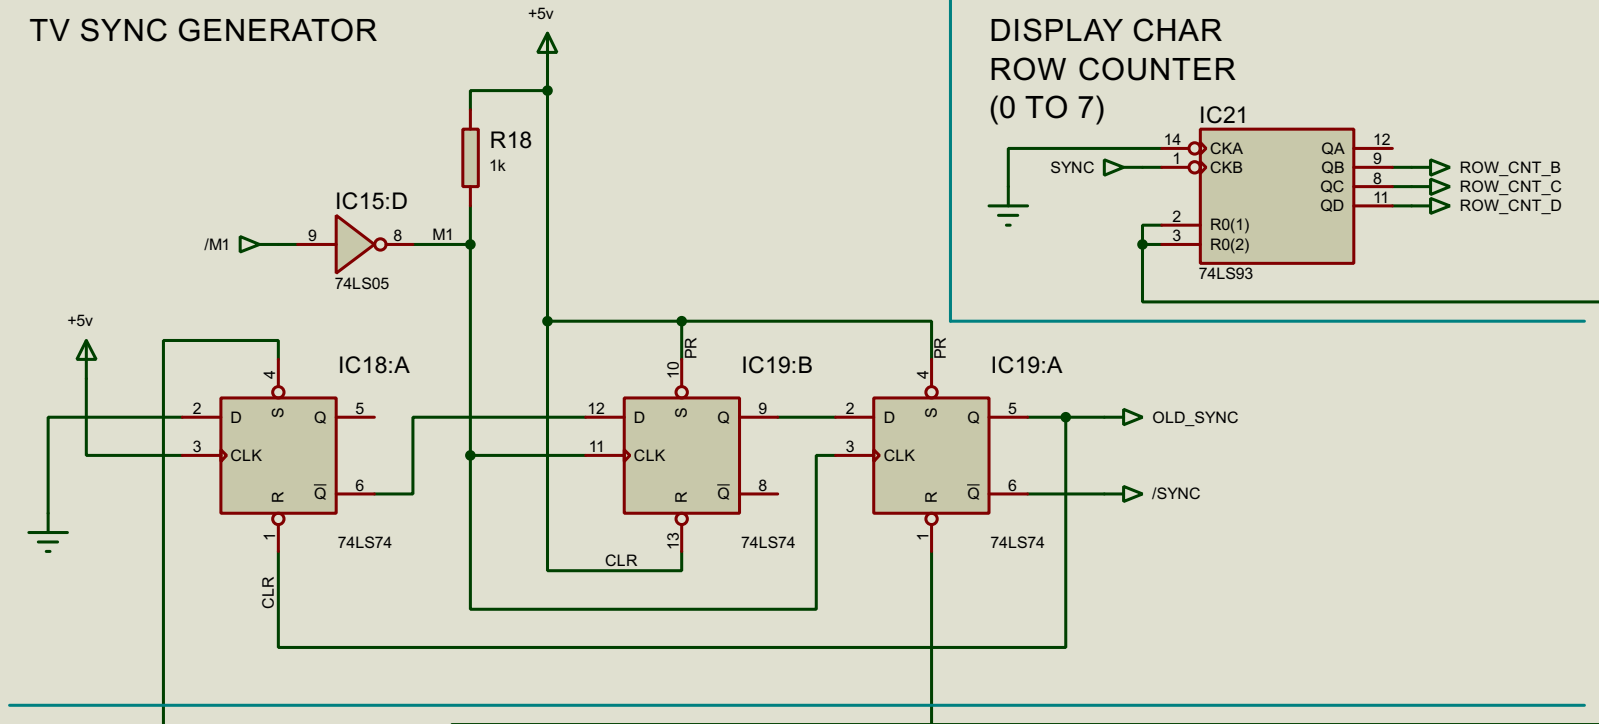 TV SYNC GENERATOR
+5v
DISPLAY CHAR
ROW COUNTER
(0 TO 7)
IC21
14 CKA QA 12
SYNC 1 CKB QB 9 ROW_CNT_B
QC 8 ROW_CNT_C
QD 11 ROW_CNT_D
2 R0(1)
3 R0(2)
74LS93
R18
1k
IC15:D
/M1 9 8 M1
74LS05
+5v
IC18:A
4
2 D S Q 5
3 CLK
R Q 6
1
74LS74
CLR
PR
IC19:B
10
12 D S Q 9
11 CLK
R Q 8
13
74LS74
CLR
PR
IC19:A
4
2 D S Q 5 OLD_SYNC
3 CLK
R Q 6 /SYNC
1
74LS74